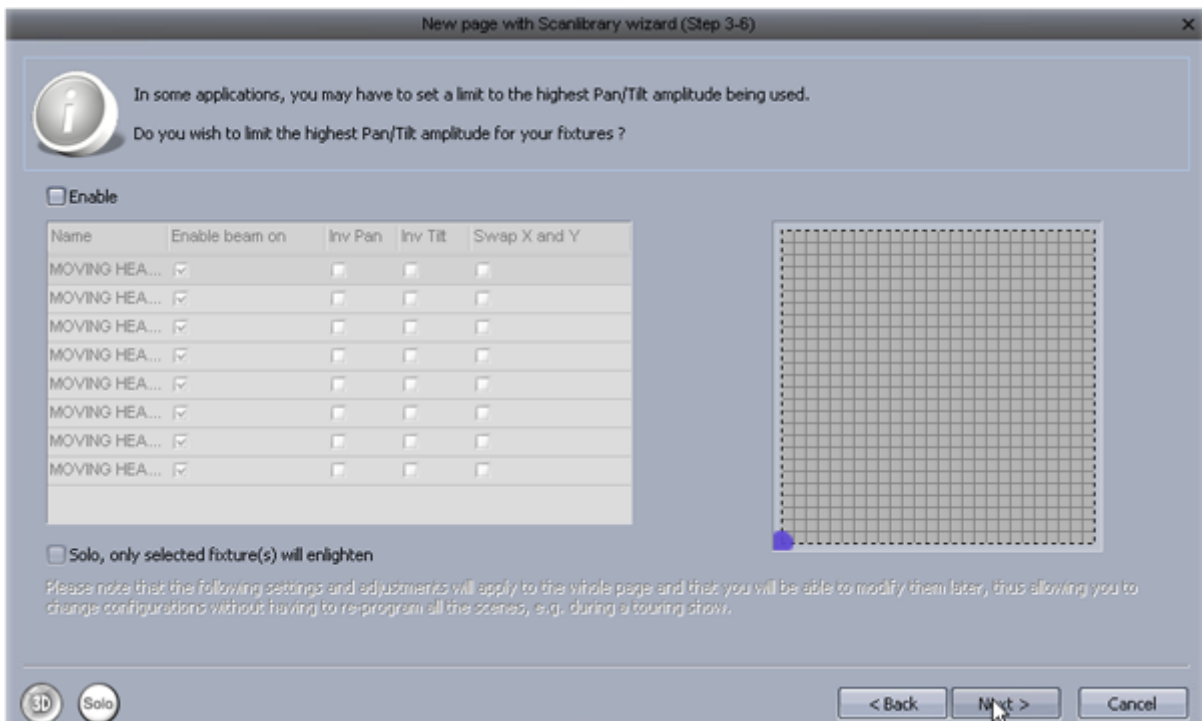 New page with Scanlibrary wizard (Step 3-6)
In some applications, you may have to set a limit to the highest Pan/Tilt amplitude being used.
Do you wish to limit the highest Pan/Tilt amplitude for your fixtures ?
Enable
Name Enable beam on Inv Pan Inv Tilt Swap X and Y
MOVING HEA...
MOVING HEA...
MOVING HEA...
MOVING HEA...
MOVING HEA...
MOVING HEA...
MOVING HEA...
MOVING HEA...
Solo, only selected fixture(s) will enlighten
Please note that the following settings and adjustments will apply to the whole page and that you will be able to modify them later, thus allowing you to
change configurations without having to re-program all the scenes, e.g. during a touring show.
3D Solo < Back Next > Cancel